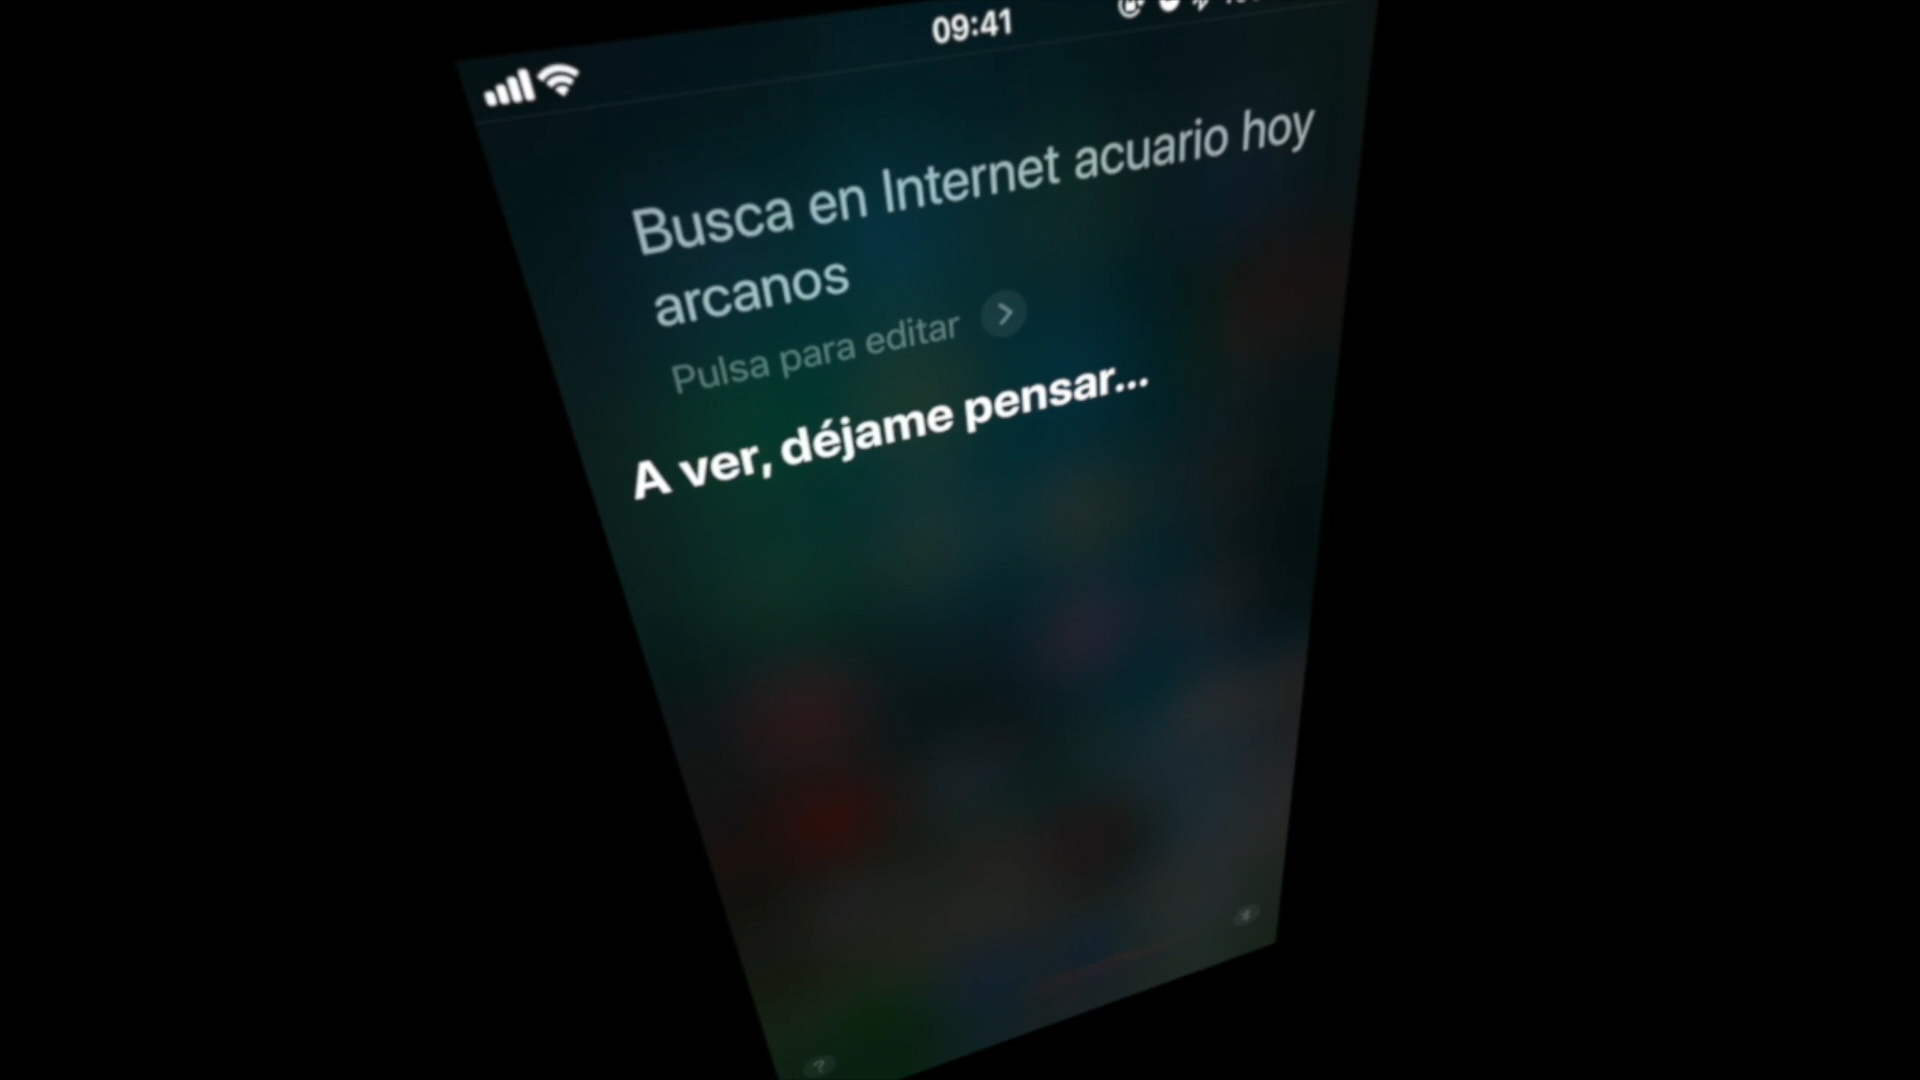 09:41
Busca en Internet acuario hoy
arcanos
Pulsa para editar
A ver, déjame pensar...
?